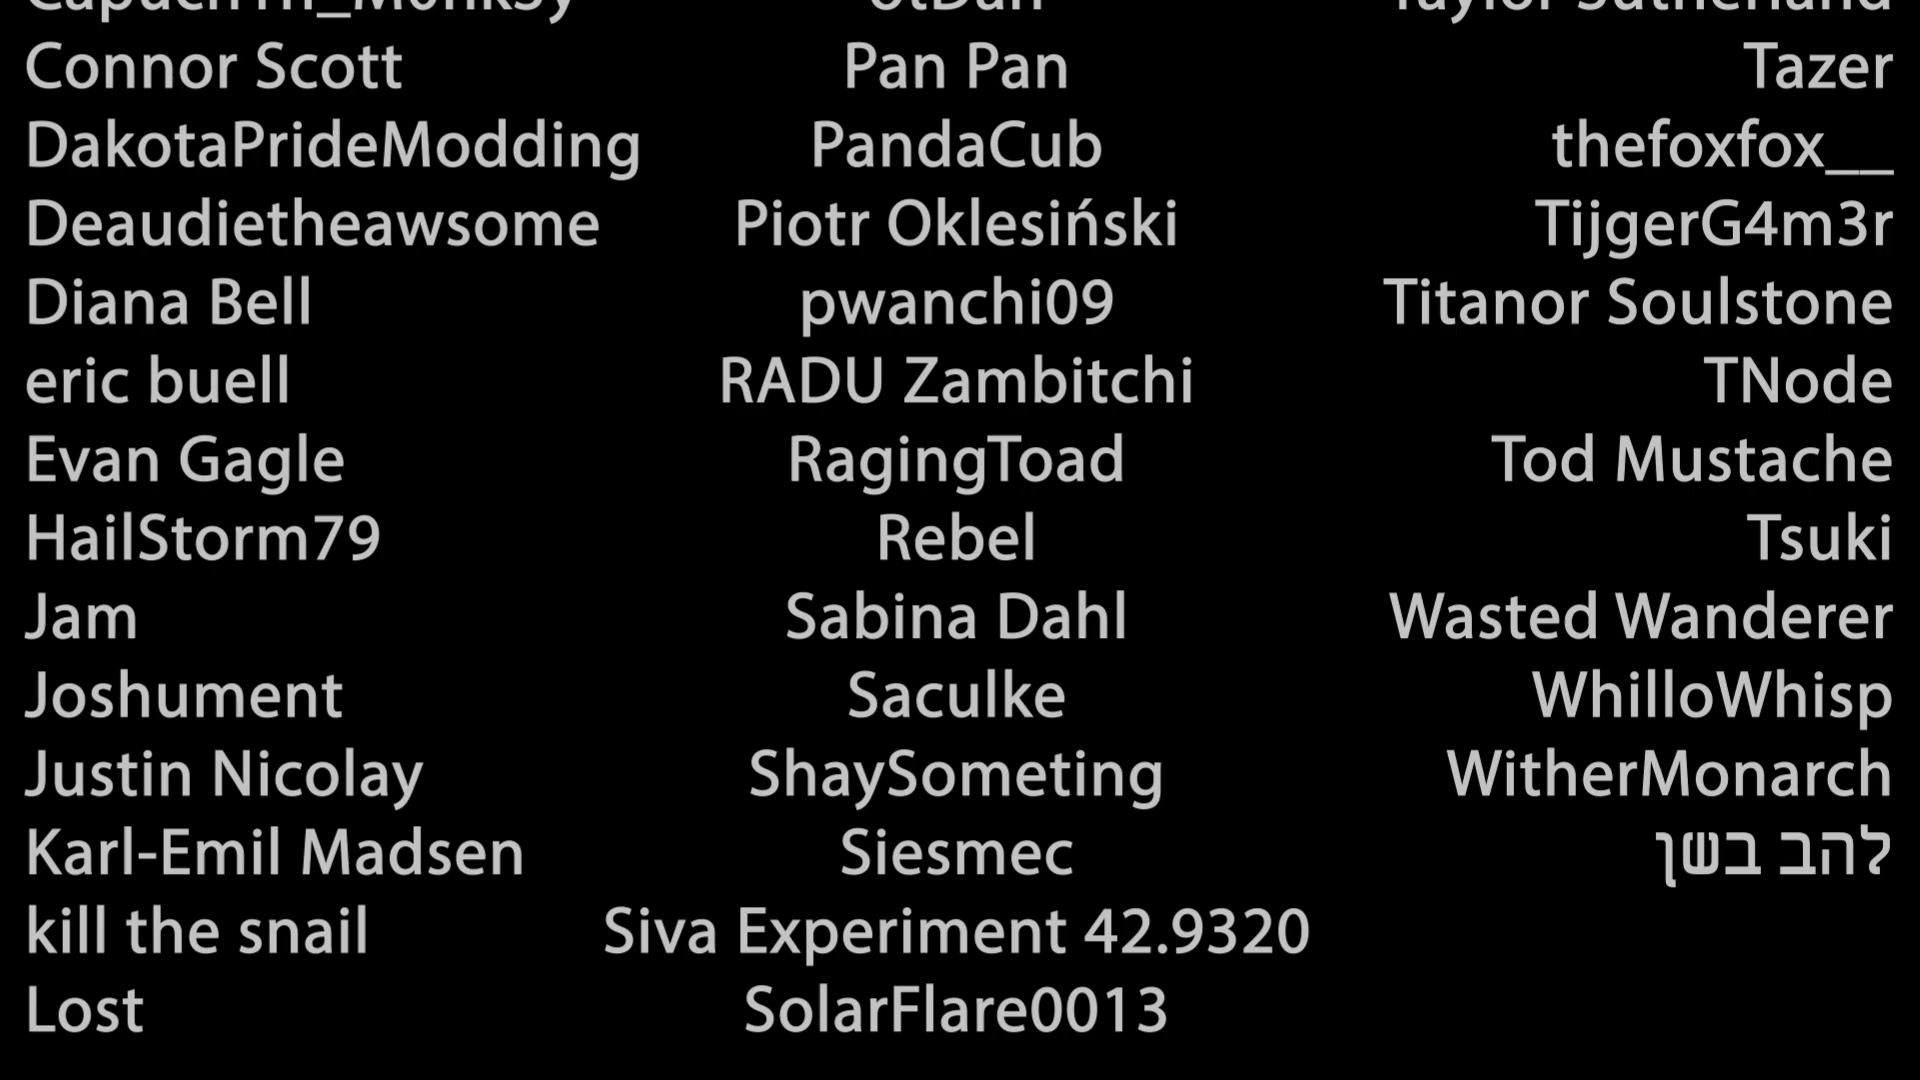 Connor Scott
DakotaPrideModding
Deaudietheawsome
Diana Bell
eric buell
Evan Gagle
HailStorm79
Jam
Joshument
Justin Nicolay
Karl-Emil Madsen
kill the snail
Lost
Pan Pan
PandaCub
Piotr Oklesiński
pwanchi09
RADU Zambitchi
RagingToad
Rebel
Sabina Dahl
Saculke
ShaySometing
Siesmec
Siva Experiment 42.9320
SolarFlare0013
Taylor Sutherland
Tazer
thefoxfox__
TijgerG4m3r
Titanor Soulstone
TNode
Tod Mustache
Tsuki
Wasted Wanderer
WhilloWhisp
WitherMonarch
להב בשן